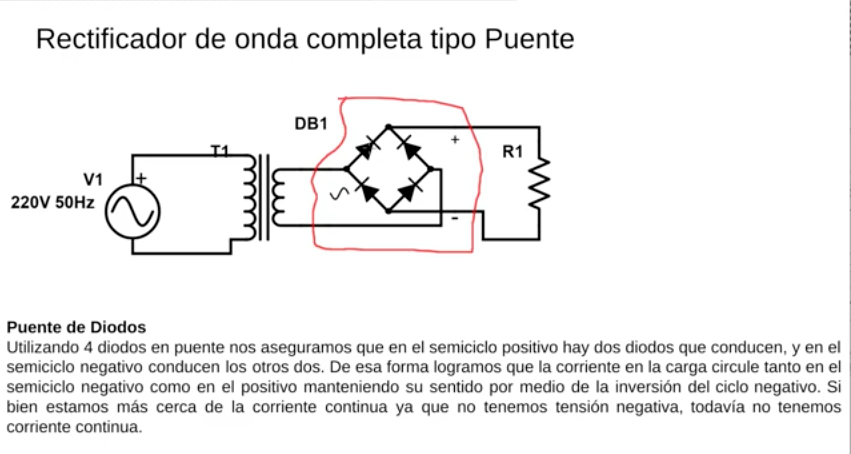 Rectificador de onda completa tipo Puente
DB1
T1
+
R1
V1
+
220V 50Hz
-
Puente de Diodos
Utilizando 4 diodos en puente nos aseguramos que en el semiciclo positivo hay dos diodos que conducen, y en el
semiciclo negativo conducen los otros dos. De esa forma logramos que la corriente en la carga circule tanto en el
semiciclo negativo como en el positivo manteniendo su sentido por medio de la inversión del ciclo negativo. Si
bien estamos más cerca de la corriente continua ya que no tenemos tensión negativa, todavía no tenemos
corriente continua.